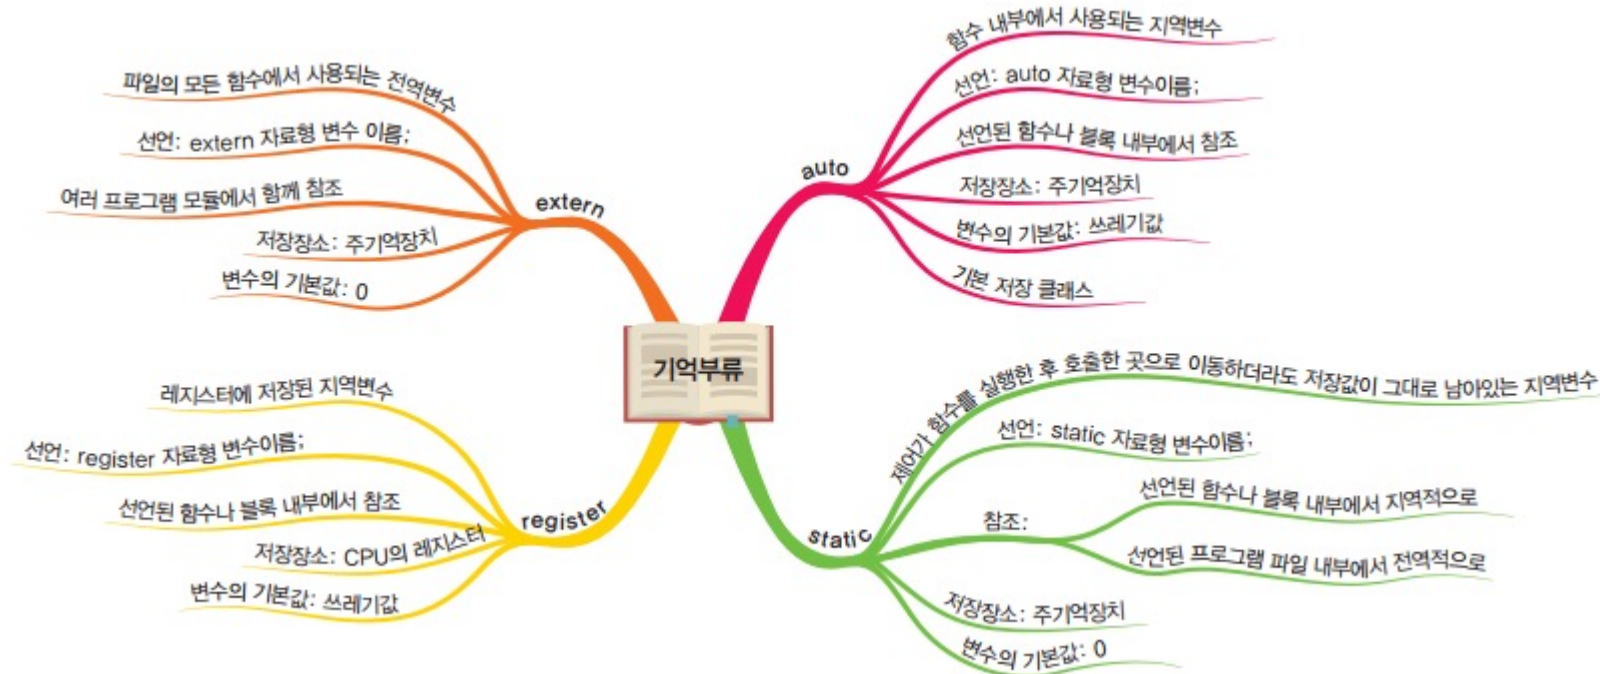 기억부류
auto
함수 내부에서 사용되는 지역변수
선언: auto 자료형 변수이름;
선언된 함수나 블록 내부에서 참조
저장장소: 주기억장치
변수의 기본값: 쓰레기값
기본 저장 클래스
extern
파일의 모든 함수에서 사용되는 전역변수
선언: extern 자료형 변수 이름;
여러 프로그램 모듈에서 함께 참조
저장장소: 주기억장치
변수의 기본값: 0
register
레지스터에 저장된 지역변수
선언: register 자료형 변수이름;
선언된 함수나 블록 내부에서 참조
저장장소: CPU의 레지스터
변수의 기본값: 쓰레기값
static
제어가 함수를 실행한 후 호출한 곳으로 이동하더라도 저장값이 그대로 남아있는 지역변수
선언: static 자료형 변수이름;
참조:
선언된 함수나 블록 내부에서 지역적으로
선언된 프로그램 파일 내부에서 전역적으로
저장장소: 주기억장치
변수의 기본값: 0